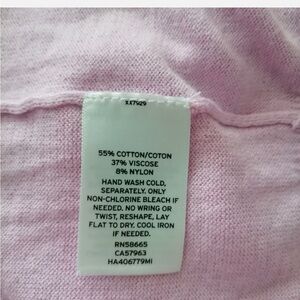 XX7929
55% COTTON/COTON
37% VISCOSE
8% NYLON
HAND WASH COLD,
SEPARATELY. ONLY
NON-CHLORINE BLEACH IF
NEEDED. NO WRING OR
TWIST, RESHAPE, LAY
FLAT TO DRY. COOL IRON
IF NEEDED.
RN58665
CA57963
HA406779MI